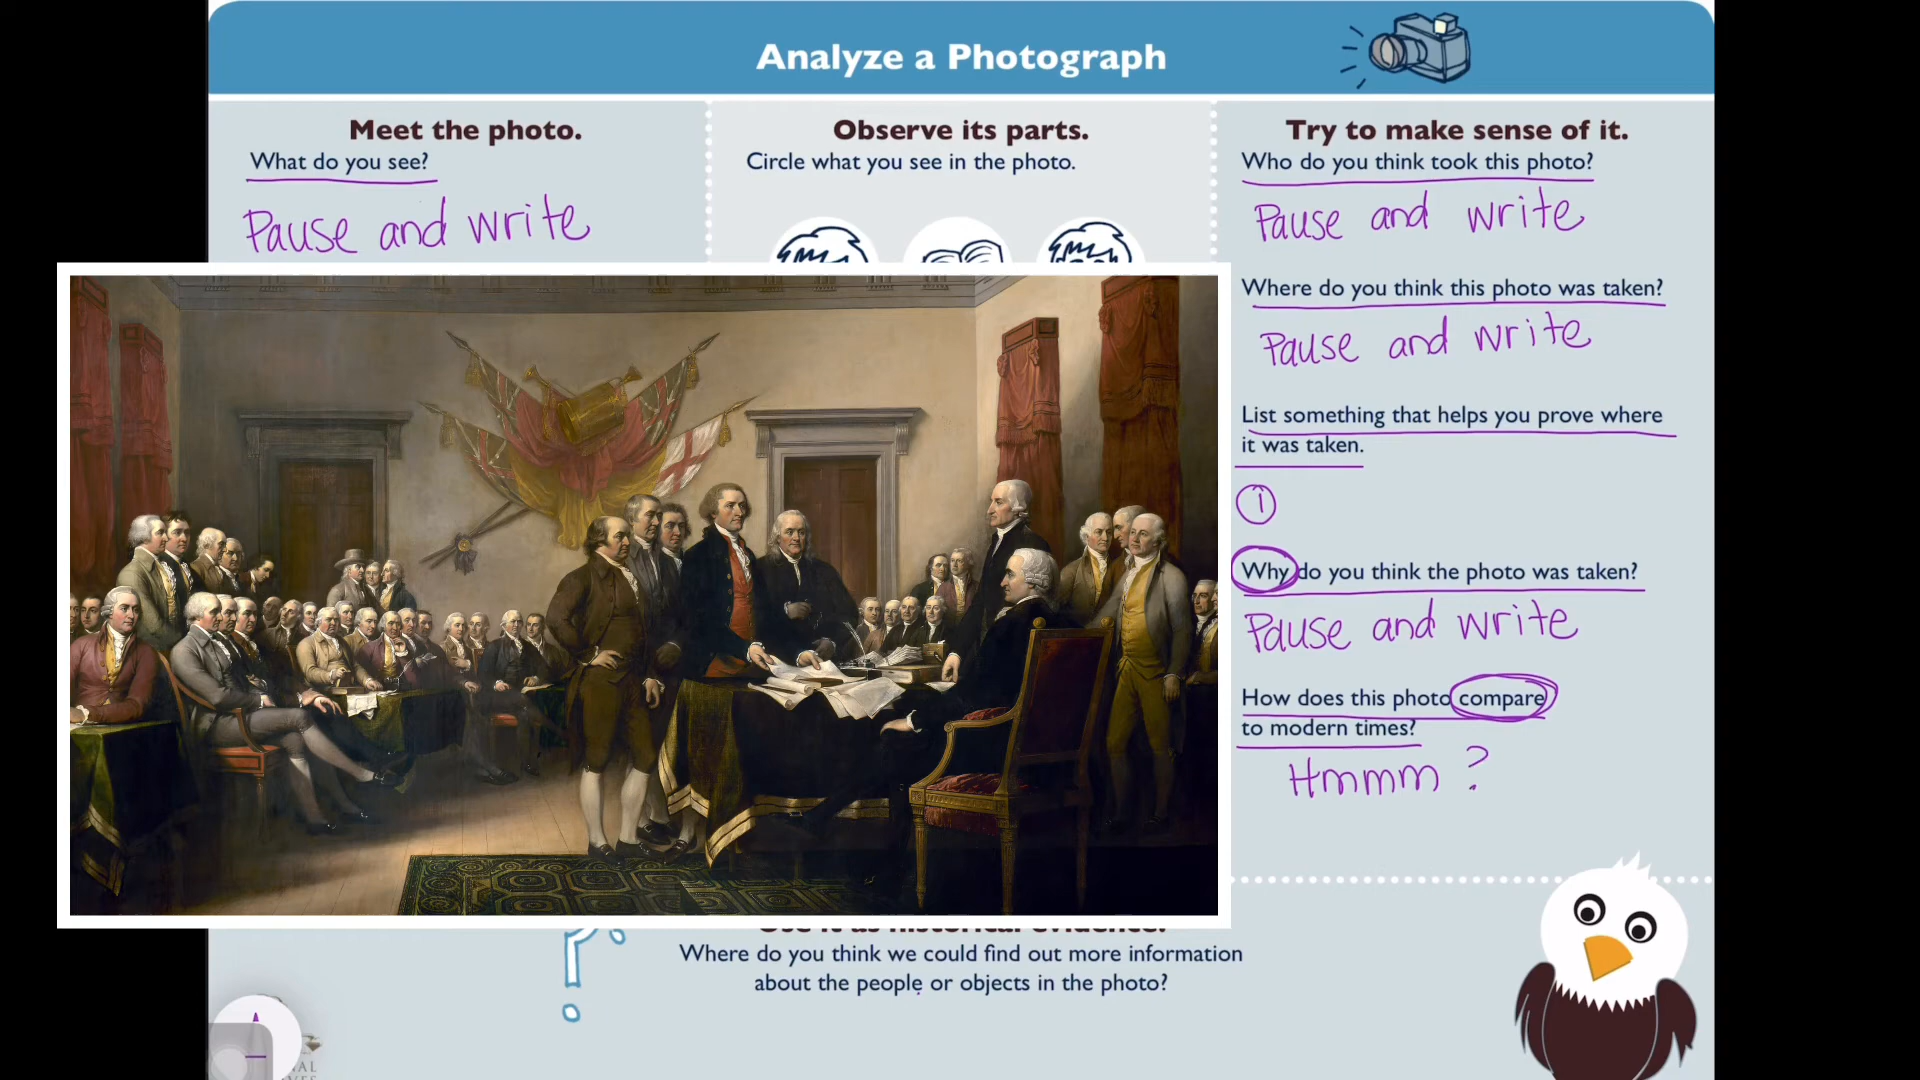 Analyze a Photograph
Meet the photo.
What do you see?
Pause and write
Observe its parts.
Circle what you see in the photo.
Try to make sense of it.
Who do you think took this photo?
Pause and write
Where do you think this photo was taken?
Pause and write
List something that helps you prove where
it was taken.
1
Why do you think the photo was taken?
Pause and write
How does this photo compare
to modern times?
Hmmm ?
Use it as historical evidence.
Where do you think we could find out more information
about the people or objects in the photo?